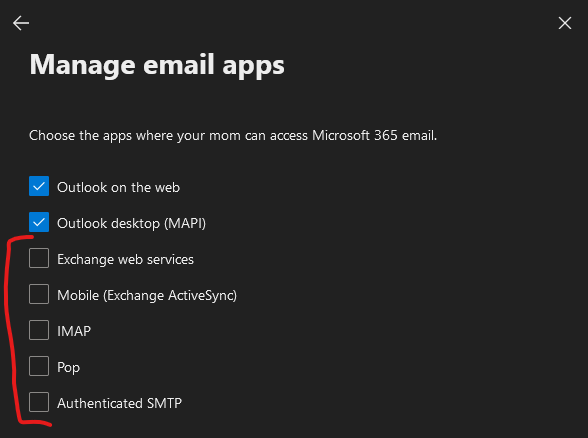 Manage email apps
Choose the apps where your mom can access Microsoft 365 email.
Outlook on the web
Outlook desktop (MAPI)
Exchange web services
Mobile (Exchange ActiveSync)
IMAP
Pop
Authenticated SMTP